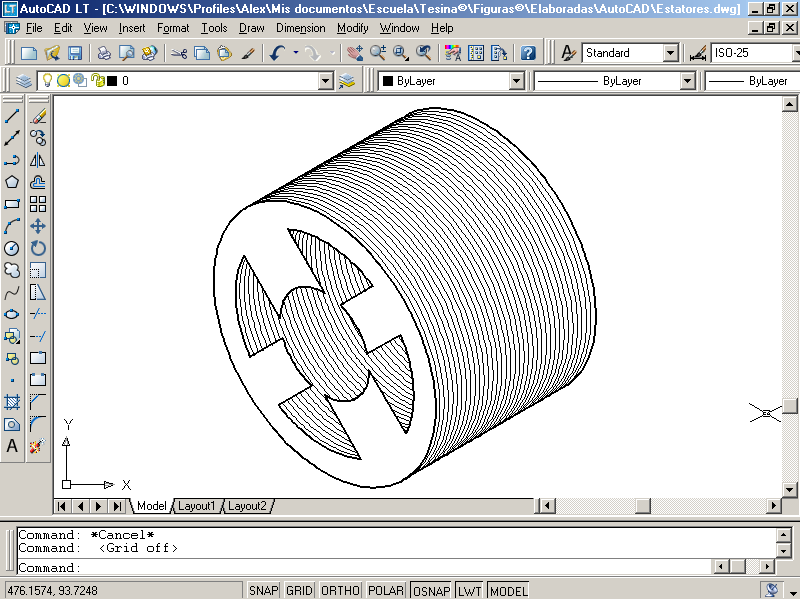 AutoCAD LT - [C:\WINDOWS\Profiles\Alex\Mis documentos\Escuela\Tesina©\Figuras©\Elaboradas\AutoCAD\Estatores.dwg]
File Edit View Insert Format Tools Draw Dimension Modify Window Help
Standard ISO-25
0 ByLayer ByLayer ByLayer
A
Y
X
Model Layout1 Layout2
Command: *Cancel*
Command: <Grid off>
Command:
476.1574, 93.7248 SNAP GRID ORTHO POLAR OSNAP LWT MODEL